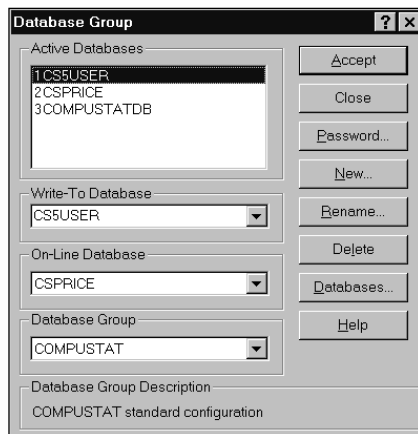 Database Group
Active Databases
1CS5USER
2CSPRICE
3COMPUSTATDB
Write-To Database
CS5USER
On-Line Database
CSPRICE
Database Group
COMPUSTAT
Database Group Description
COMPUSTAT standard configuration
Accept
Close
Password...
New...
Rename...
Delete
Databases...
Help